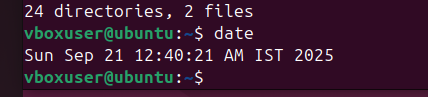 24 directories, 2 files
vboxuser@ubuntu:~$ date
Sun Sep 21 12:40:21 AM IST 2025
vboxuser@ubuntu:~$